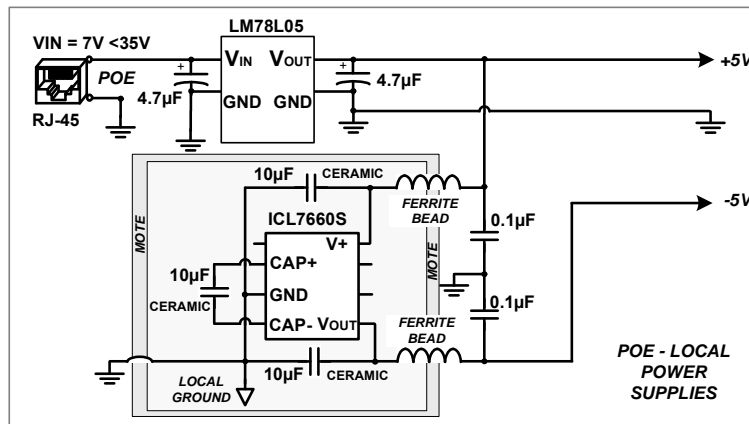 LM78L05
VIN = 7V <35V
POE
RJ-45
4.7µF
VIN
VOUT
GND
GND
4.7µF
+5V
10µF
CERAMIC
FERRITE
BEAD
-5V
MOTE
ICL7660S
V+
CAP+
GND
CAP-
VOUT
10µF
CERAMIC
MOTE
0.1µF
0.1µF
FERRITE
BEAD
10µF
CERAMIC
LOCAL
GROUND
POE - LOCAL
POWER
SUPPLIES